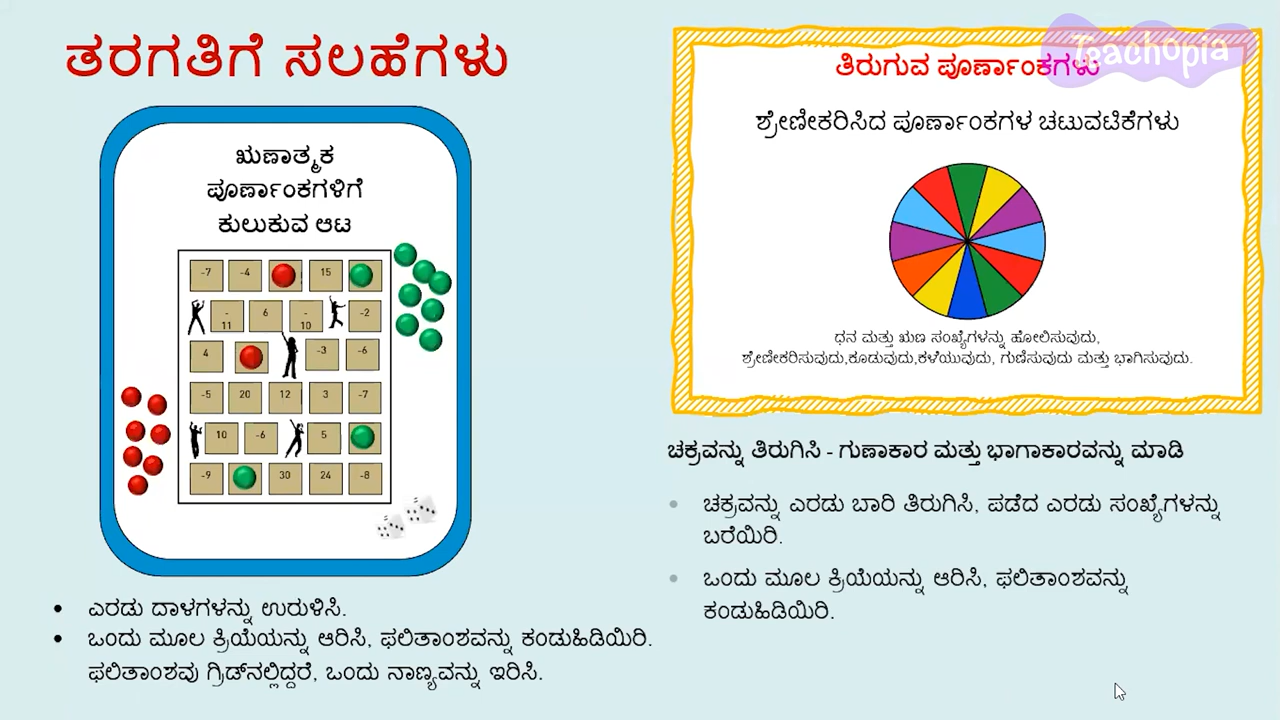 ತರಗತಿಗೆ ಸಲಹೆಗಳು
ಋಣಾತ್ಮಕ
ಪೂರ್ಣಾಂಕಗಳಿಗೆ
ಕುಲುಕುವ ಆಟ
-7 -4 15
-11 6 -10 -2
4 -3 -6
-5 20 12 3 -7
10 -6 5
-9 30 24 -8
ಎರಡು ದಾಳಗಳನ್ನು ಉರುಳಿಸಿ.
ಒಂದು ಮೂಲ ಕ್ರಿಯೆಯನ್ನು ಆರಿಸಿ, ಫಲಿತಾಂಶವನ್ನು ಕಂಡುಹಿಡಿಯಿರಿ.
ಫಲಿತಾಂಶವು ಗ್ರಿಡ್‌ನಲ್ಲಿದ್ದರೆ, ಒಂದು ನಾಣ್ಯವನ್ನು ಇರಿಸಿ.
Teachopia
ತಿರುಗುವ ಪೂರ್ಣಾಂಕಗಳು
ಶ್ರೇಣೀಕರಿಸಿದ ಪೂರ್ಣಾಂಕಗಳ ಚಟುವಟಿಕೆಗಳು
ಧನ ಮತ್ತು ಋಣ ಸಂಖ್ಯೆಗಳನ್ನು ಹೋಲಿಸುವುದು,
ಶ್ರೇಣೀಕರಿಸುವುದು,ಕೂಡುವುದು,ಕಳೆಯುವುದು, ಗುಣಿಸುವುದು ಮತ್ತು ಭಾಗಿಸುವುದು.
ಚಕ್ರವನ್ನು ತಿರುಗಿಸಿ - ಗುಣಾಕಾರ ಮತ್ತು ಭಾಗಾಕಾರವನ್ನು ಮಾಡಿ
ಚಕ್ರವನ್ನು ಎರಡು ಬಾರಿ ತಿರುಗಿಸಿ, ಪಡೆದ ಎರಡು ಸಂಖ್ಯೆಗಳನ್ನು
ಬರೆಯಿರಿ.
ಒಂದು ಮೂಲ ಕ್ರಿಯೆಯನ್ನು ಆರಿಸಿ, ಫಲಿತಾಂಶವನ್ನು
ಕಂಡುಹಿಡಿಯಿರಿ.